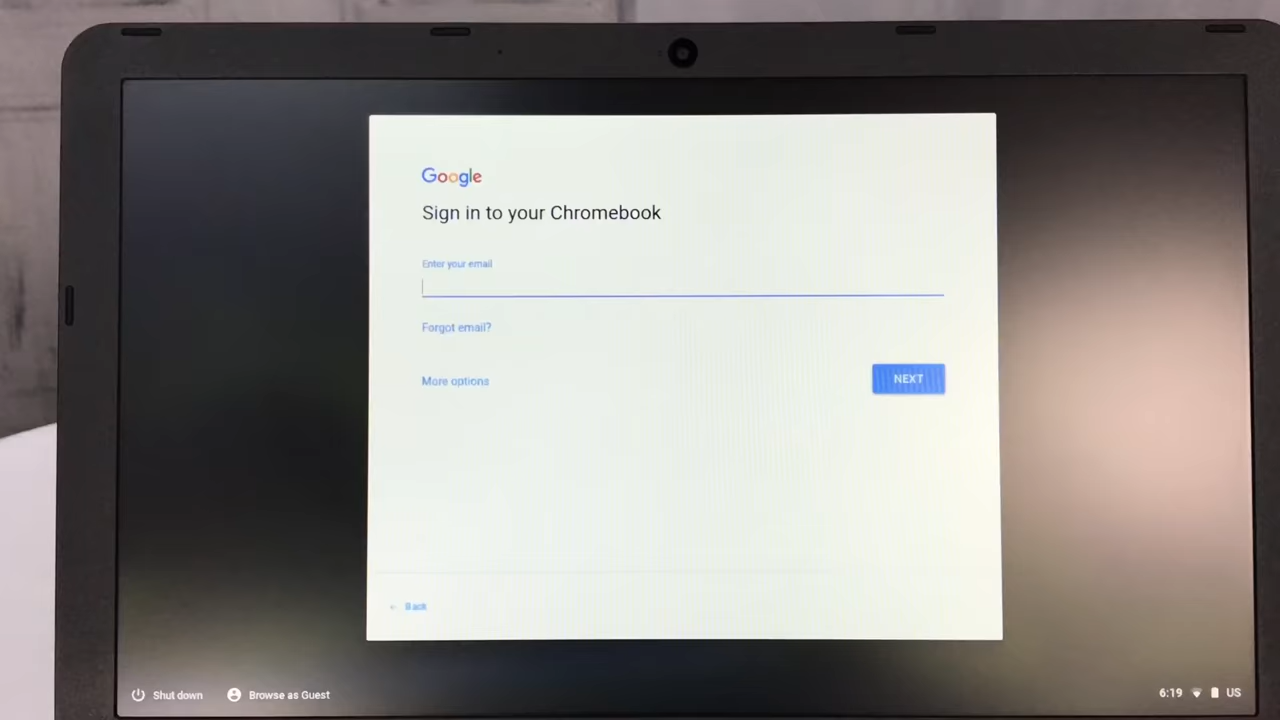 Google
Sign in to your Chromebook
Enter your email
Forgot email?
More options
NEXT
Back
Shut down
Browse as Guest
6:19
US